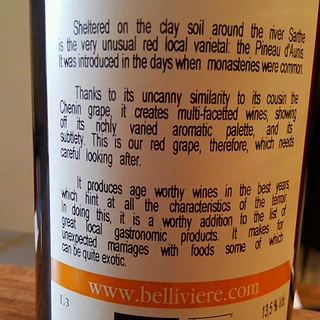 Sheltered on the clay soil around the river Sarthe
is the very unusual red local varietal: the Pineau d'Aunis.
It was introduced in the days when monasteries were common.
Thanks to its uncanny similarity to its cousin the
Chenin grape, it creates multi-facetted wines, showing
off its richly varied aromatic palette, and its
subtlety. This is our red grape, therefore, which needs
careful looking after.
It produces age worthy wines in the best years,
which hint at all the characteristics of the terroir.
In doing this, it is a worthy addition to the list of
great local gastronomic products. It makes for
unexpected marriages with foods some of which
can be quite exotic.
www.belliviere.com
L3
13,5 % Vol